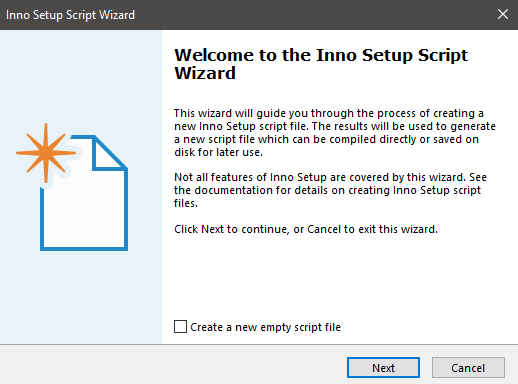 Inno Setup Script Wizard
Welcome to the Inno Setup Script
Wizard
This wizard will guide you through the process of creating a
new Inno Setup script file. The results will be used to generate
a new script file which can be compiled directly or saved on
disk for later use.
Not all features of Inno Setup are covered by this wizard. See
the documentation for details on creating Inno Setup script
files.
Click Next to continue, or Cancel to exit this wizard.
Create a new empty script file
Next
Cancel